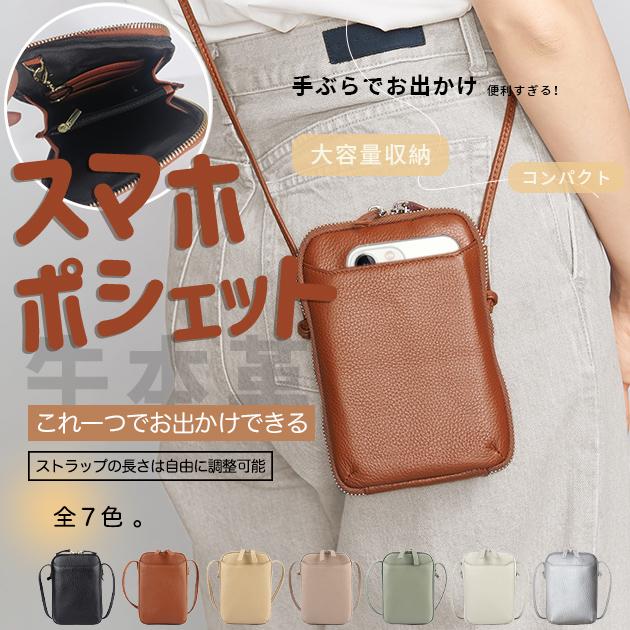 手ぶらでお出かけ 便利すぎる!
大容量収納
コンパクト
スマホ
ポシェット
牛本革
これ一つでお出かけできる
ストラップの長さは自由に調整可能
全7色 。